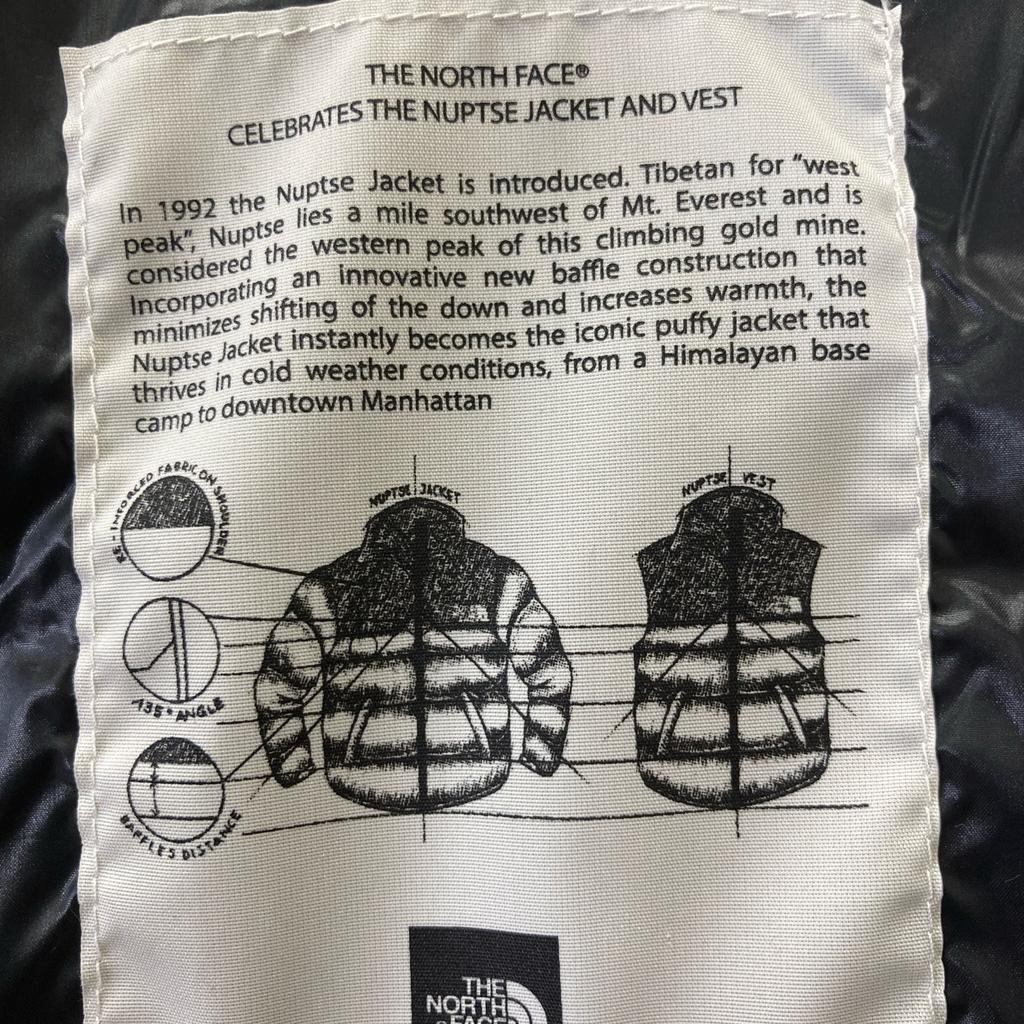 THE NORTH FACE®
CELEBRATES THE NUPTSE JACKET AND VEST
In 1992 the Nuptse Jacket is introduced. Tibetan for "west
peak", Nuptse lies a mile southwest of Mt. Everest and is
considered the western peak of this climbing gold mine.
Incorporating an innovative new baffle construction that
minimizes shifting of the down and increases warmth, the
Nuptse Jacket instantly becomes the iconic puffy jacket that
thrives in cold weather conditions, from a Himalayan base
camp to downtown Manhattan
RE-INFORCED FABRIC ON SHOULDER
NUPTSE JACKET
NUPTSE VEST
135° ANGLE
BAFFLES DISTANCE
THE
NORTH
FACE